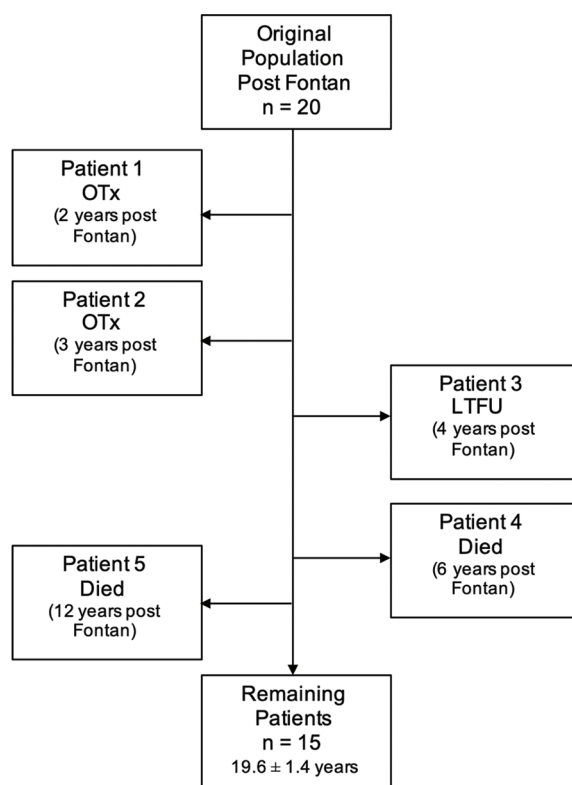 Original
Population
Post Fontan
n = 20
Patient 1
OTx
(2 years post
Fontan)
Patient 2
OTx
(3 years post
Fontan)
Patient 3
LTFU
(4 years post
Fontan)
Patient 4
Died
(6 years post
Fontan)
Patient 5
Died
(12 years post
Fontan)
Remaining
Patients
n = 15
19.6 ± 1.4 years